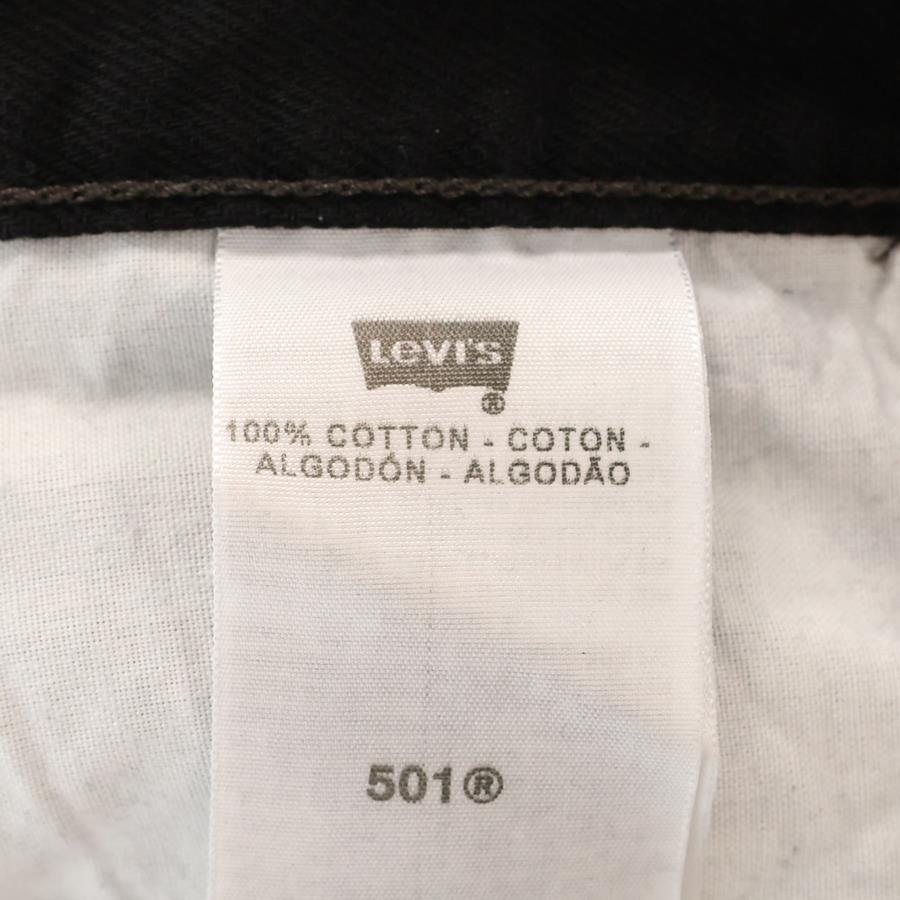 Levi's
®
100% COTTON - COTON -
ALGODÓN - ALGODÃO
501®